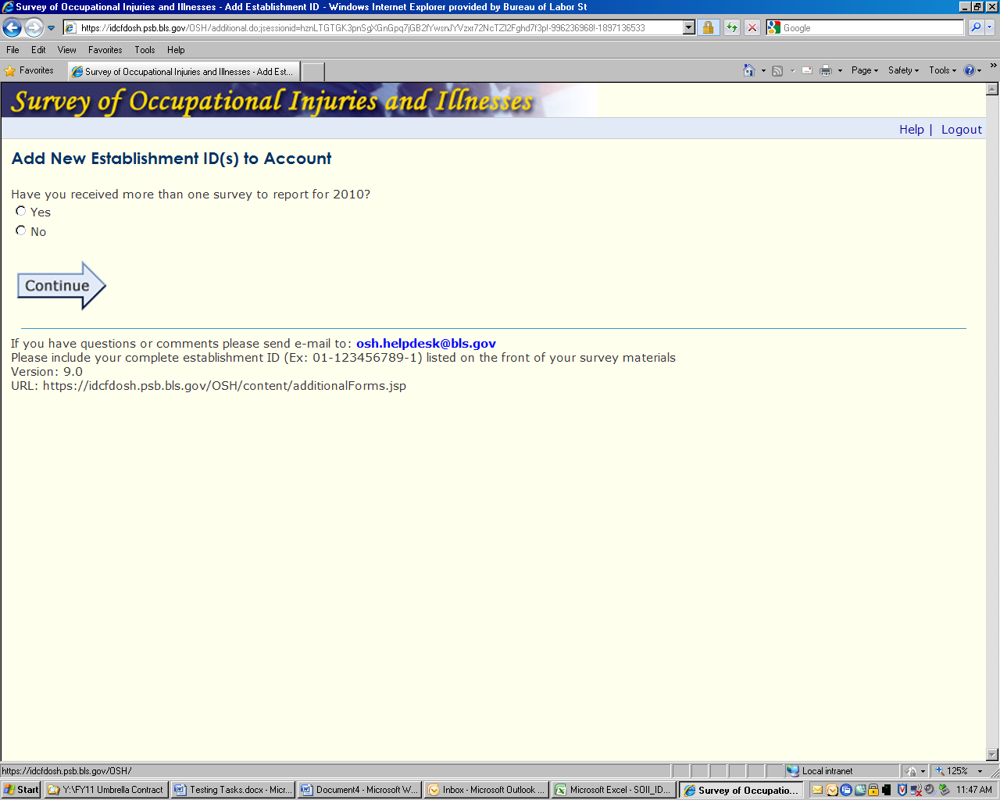 Survey of Occupational Injuries and Illnesses - Add Establishment ID - Windows Internet Explorer provided by Bureau of Labor St
https://idcfdosh.psb.bls.gov/OSH/additional.do;jsessionid=hznLTGTGK3pnSgXGnGpq7jGB2fYwsnJYVzxr72NcTZl2Fghd7f3p!-996236968!-1897136533
Google
File Edit View Favorites Tools Help
Favorites
Survey of Occupational Injuries and Illnesses - Add Est...
Page Safety Tools
Survey of Occupational Injuries and Illnesses
Help | Logout
Add New Establishment ID(s) to Account
Have you received more than one survey to report for 2010?
Yes
No
Continue
If you have questions or comments please send e-mail to: osh.helpdesk@bls.gov
Please include your complete establishment ID (Ex: 01-123456789-1) listed on the front of your survey materials
Version: 9.0
URL: https://idcfdosh.psb.bls.gov/OSH/content/additionalForms.jsp
https://idcfdosh.psb.bls.gov/OSH/
Local intranet
125%
Start
Y:\FY11 Umbrella Contract
Testing Tasks.docx - Micr...
Document4 - Microsoft W...
Inbox - Microsoft Outlook ...
Microsoft Excel - SOII_ID...
Survey of Occupatio...
11:47 AM